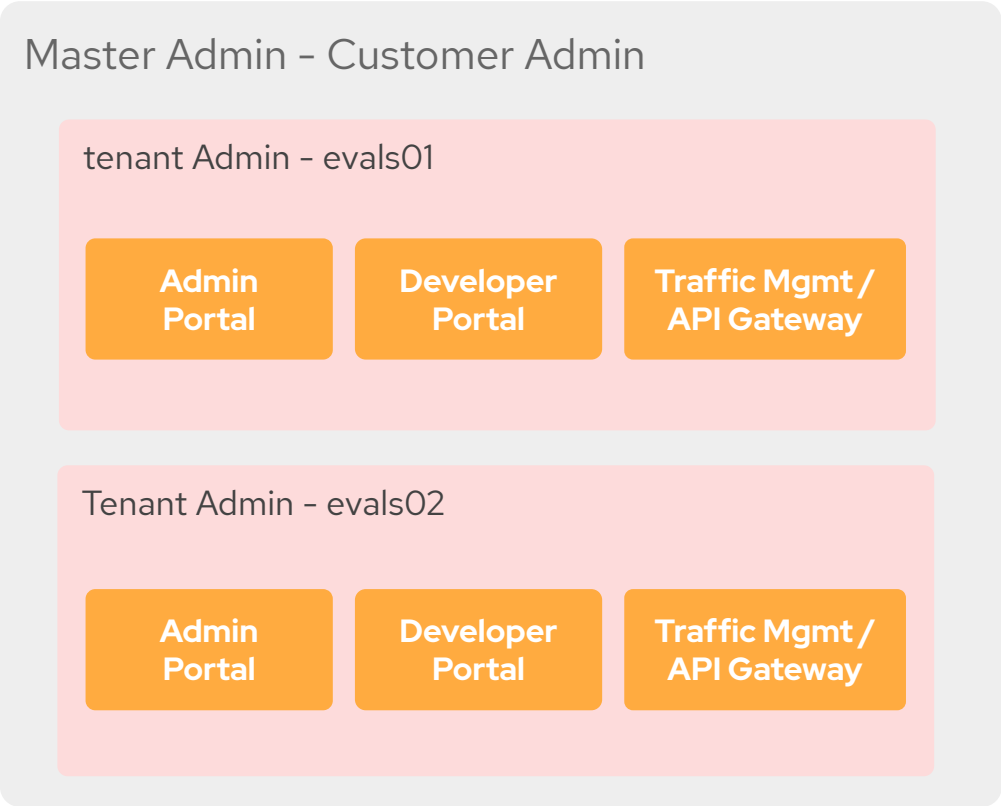 Master Admin - Customer Admin
tenant Admin - evals01
Admin
Portal
Developer
Portal
Traffic Mgmt /
API Gateway
Tenant Admin - evals02
Admin
Portal
Developer
Portal
Traffic Mgmt /
API Gateway